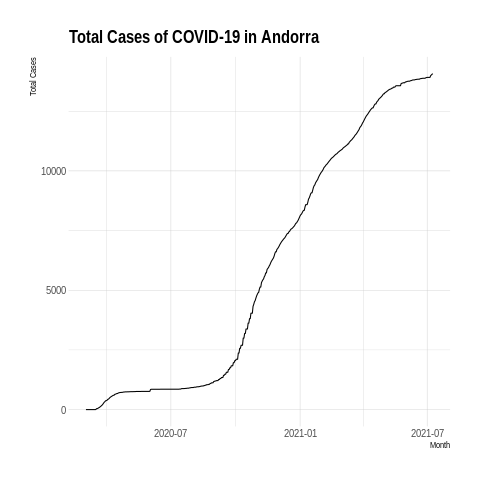 Total Cases of COVID-19 in Andorra
Total Cases
10000
5000
0
2020-07
2021-01
2021-07
Month